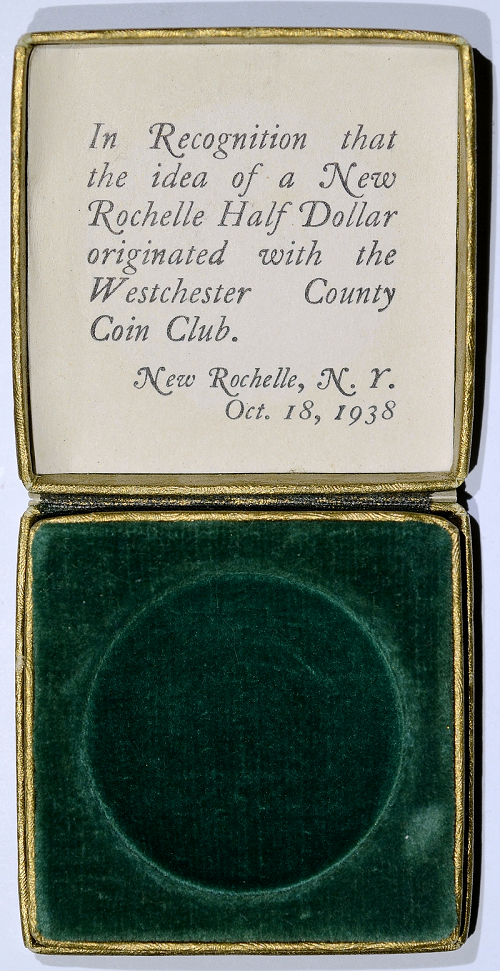 In Recognition that
the idea of a New
Rochelle Half Dollar
originated with the
Westchester County
Coin Club.
New Rochelle, N. Y.
Oct. 18, 1938